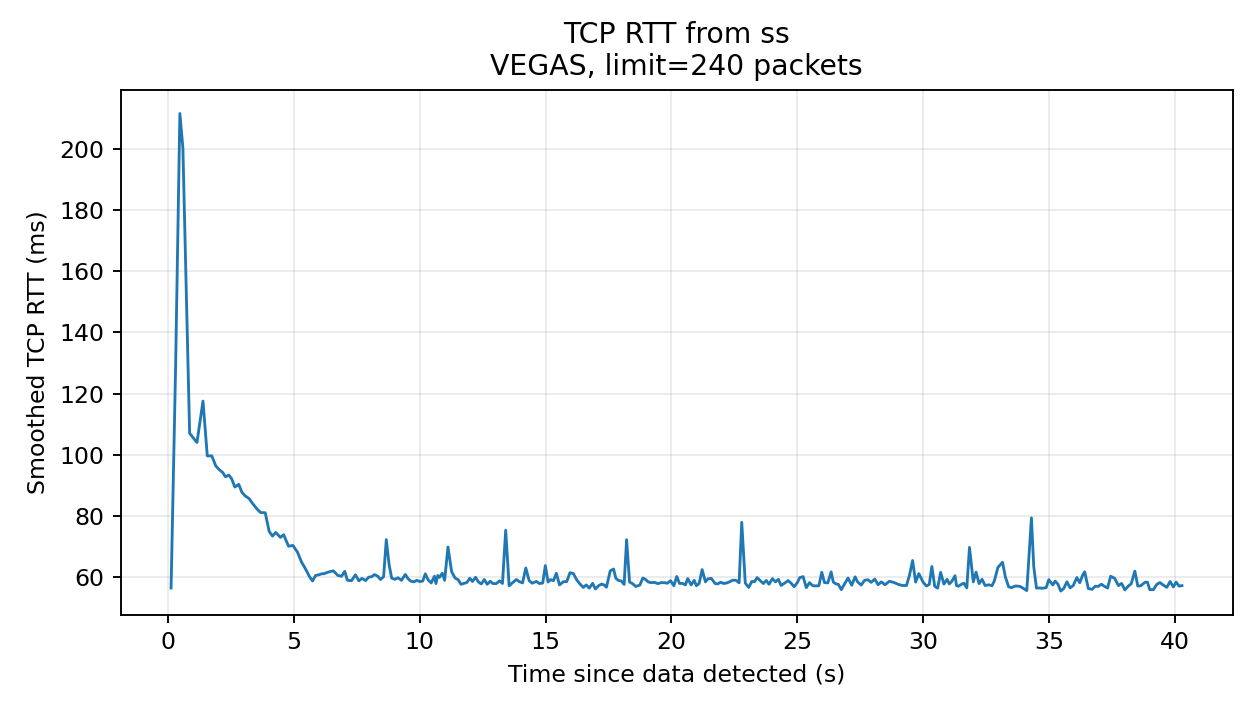 TCP RTT from ss
VEGAS, limit=240 packets
Smoothed TCP RTT (ms)
200
180
160
140
120
100
80
60
0 5 10 15 20 25 30 35 40
Time since data detected (s)